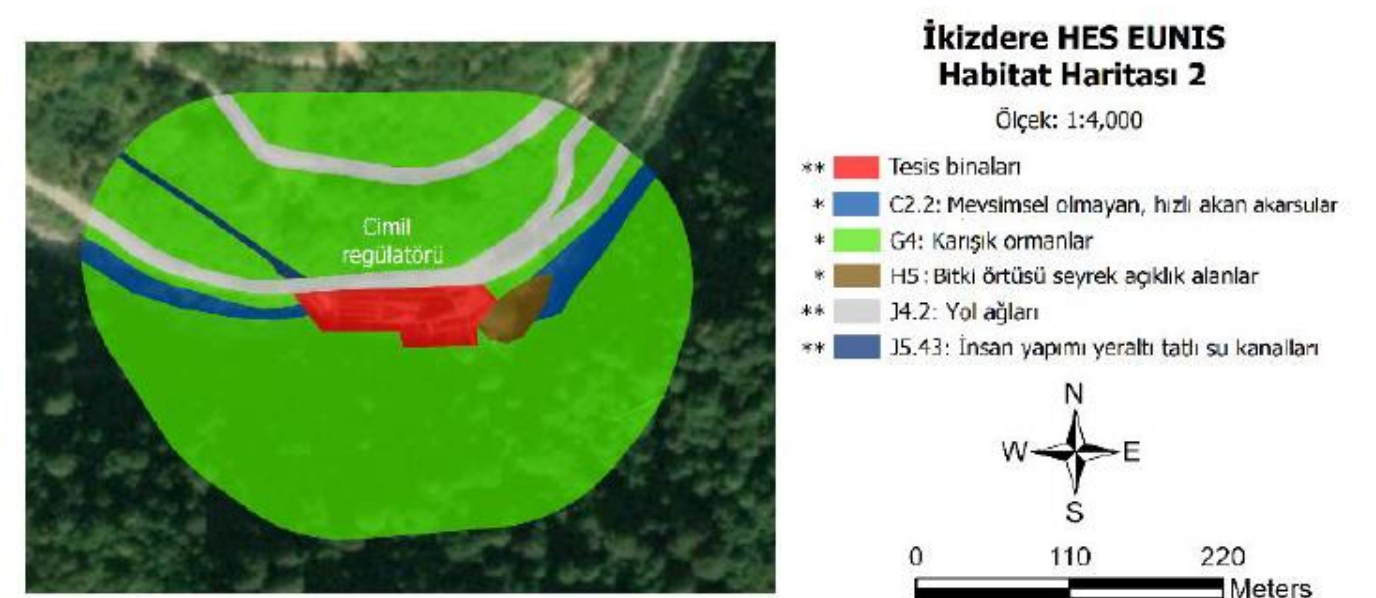 İkizdere HES EUNIS
Habitat Haritası 2
Ölçek: 1:4,000
** Tesis binaları
* C2.2: Mevsimsel olmayan, hızlı akan akarsular
* G4: Karışık ormanlar
* H5: Bitki örtüsü seyrek açıklık alanlar
** J4.2: Yol ağları
** J5.43: İnsan yapımı yeraltı tatlı su kanalları
Cimil
regülatörü
N
W E
S
0 110 220
Meters